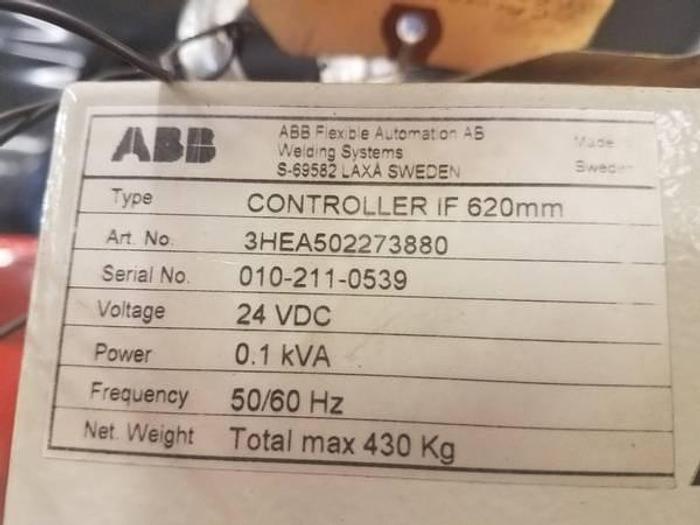 ABB
ABB Flexible Automation AB
Welding Systems
S-69582 LAXÅ SWEDEN
Made
Sweden
Type CONTROLLER IF 620mm
Art. No. 3HEA502273880
Serial No. 010-211-0539
Voltage 24 VDC
Power 0.1 kVA
Frequency 50/60 Hz
Net. Weight Total max 430 Kg